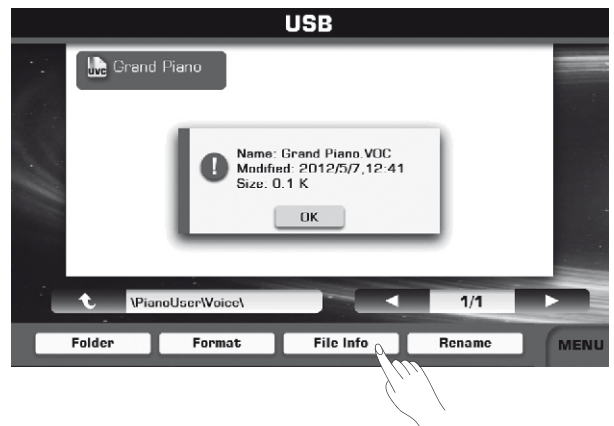 USB
UVC Grand Piano
Name: Grand Piano.VOC
Modified: 2012/5/7,12:41
Size: 0.1 K
OK
\PianoUser\Voice\ 1/1
Folder Format File Info Rename MENU